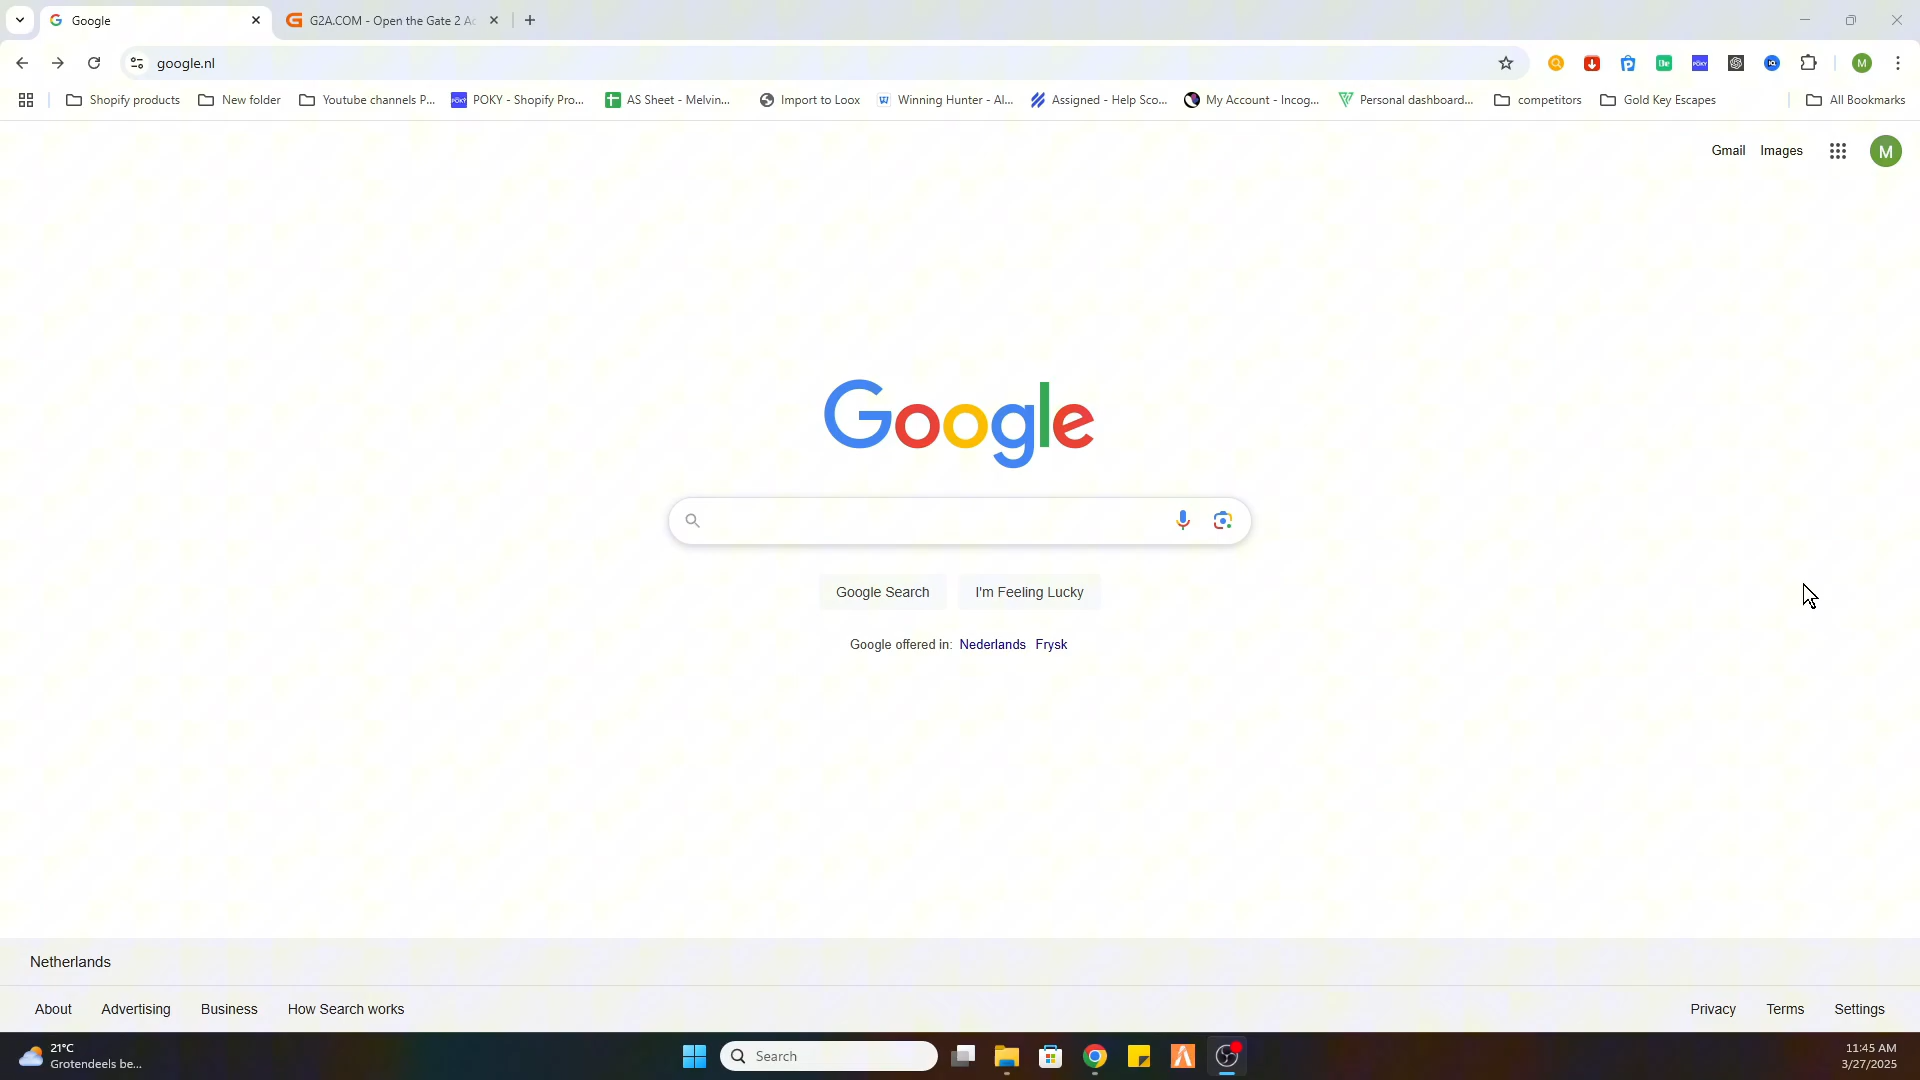 Google
G2A.COM - Open the Gate 2 Ac
google.nl
M
Shopify products
New folder
Youtube channels P...
POKY - Shopify Pro...
AS Sheet - Melvin...
Import to Loox
Winning Hunter - AI...
Assigned - Help Sco...
My Account - Incog...
Personal dashboard...
competitors
Gold Key Escapes
All Bookmarks
Gmail
Images
M
Google
Google Search
I'm Feeling Lucky
Google offered in: Nederlands Frysk
Netherlands
About
Advertising
Business
How Search works
Privacy
Terms
Settings
21°C
Grotendeels be...
Search
11:45 AM
3/27/2025